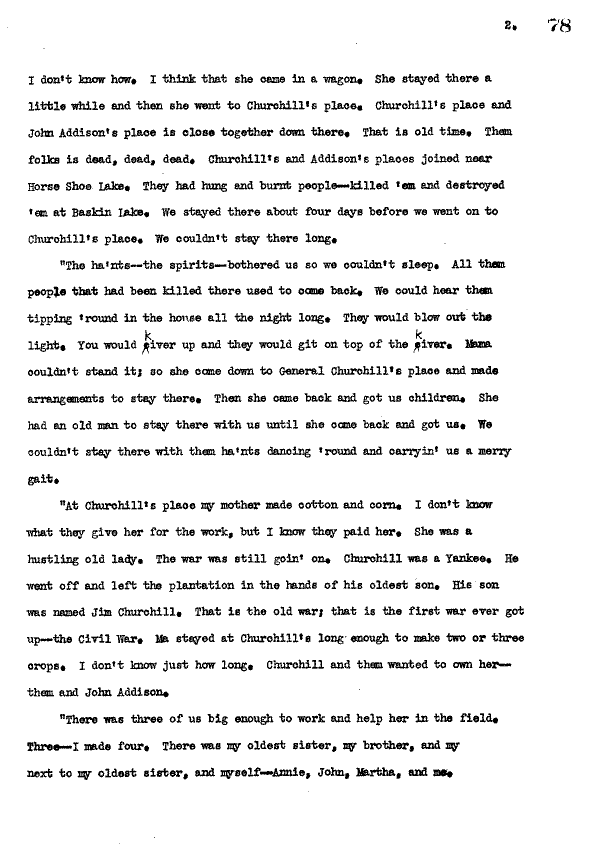 2. 78
I don't know how. I think that she came in a wagon. She stayed there a
little while and then she went to Churchill's place. Churchill's place and
John Addison's place is close together down there. That is old time. Them
folks is dead, dead, dead. Churchill's and Addison's places joined near
Horse Shoe Lake. They had hung and burnt people—killed 'em and destroyed
'em at Baskin Lake. We stayed there about four days before we went on to
Churchill's place. We couldn't stay there long.
"The ha'nts—the spirits—bothered us so we couldn't sleep. All them
people that had been killed there used to come back. We could hear them
tipping 'round in the house all the night long. They would blow out the
light. You would kiver up and they would git on top of the kiver. Mama
couldn't stand it; so she come down to General Churchill's place and made
arrangements to stay there. Then she came back and got us children. She
had an old man to stay there with us until she come back and got us. We
couldn't stay there with them ha'nts dancing 'round and carryin' us a merry
gait.
"At Churchill's place my mother made cotton and corn. I don't know
what they give her for the work, but I know they paid her. She was a
hustling old lady. The war was still goin' on. Churchill was a Yankee. He
went off and left the plantation in the hands of his oldest son. His son
was named Jim Churchill. That is the old war; that is the first war ever got
up—the Civil War. Ma stayed at Churchill's long enough to make two or three
crops. I don't know just how long. Churchill and them wanted to own her—
them and John Addison.
"There was three of us big enough to work and help her in the field.
Three—I made four. There was my oldest sister, my brother, and my
next to my oldest sister, and myself—Annie, John, Martha, and me.